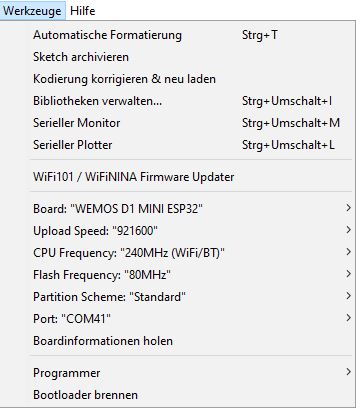 Werkzeuge Hilfe
Automatische Formatierung Strg+T
Sketch archivieren
Kodierung korrigieren & neu laden
Bibliotheken verwalten... Strg+Umschalt+I
Serieller Monitor Strg+Umschalt+M
Serieller Plotter Strg+Umschalt+L
WiFi101 / WiFiNINA Firmware Updater
Board: "WEMOS D1 MINI ESP32"
Upload Speed: "921600"
CPU Frequency: "240MHz (WiFi/BT)"
Flash Frequency: "80MHz"
Partition Scheme: "Standard"
Port: "COM41"
Boardinformationen holen
Programmer
Bootloader brennen